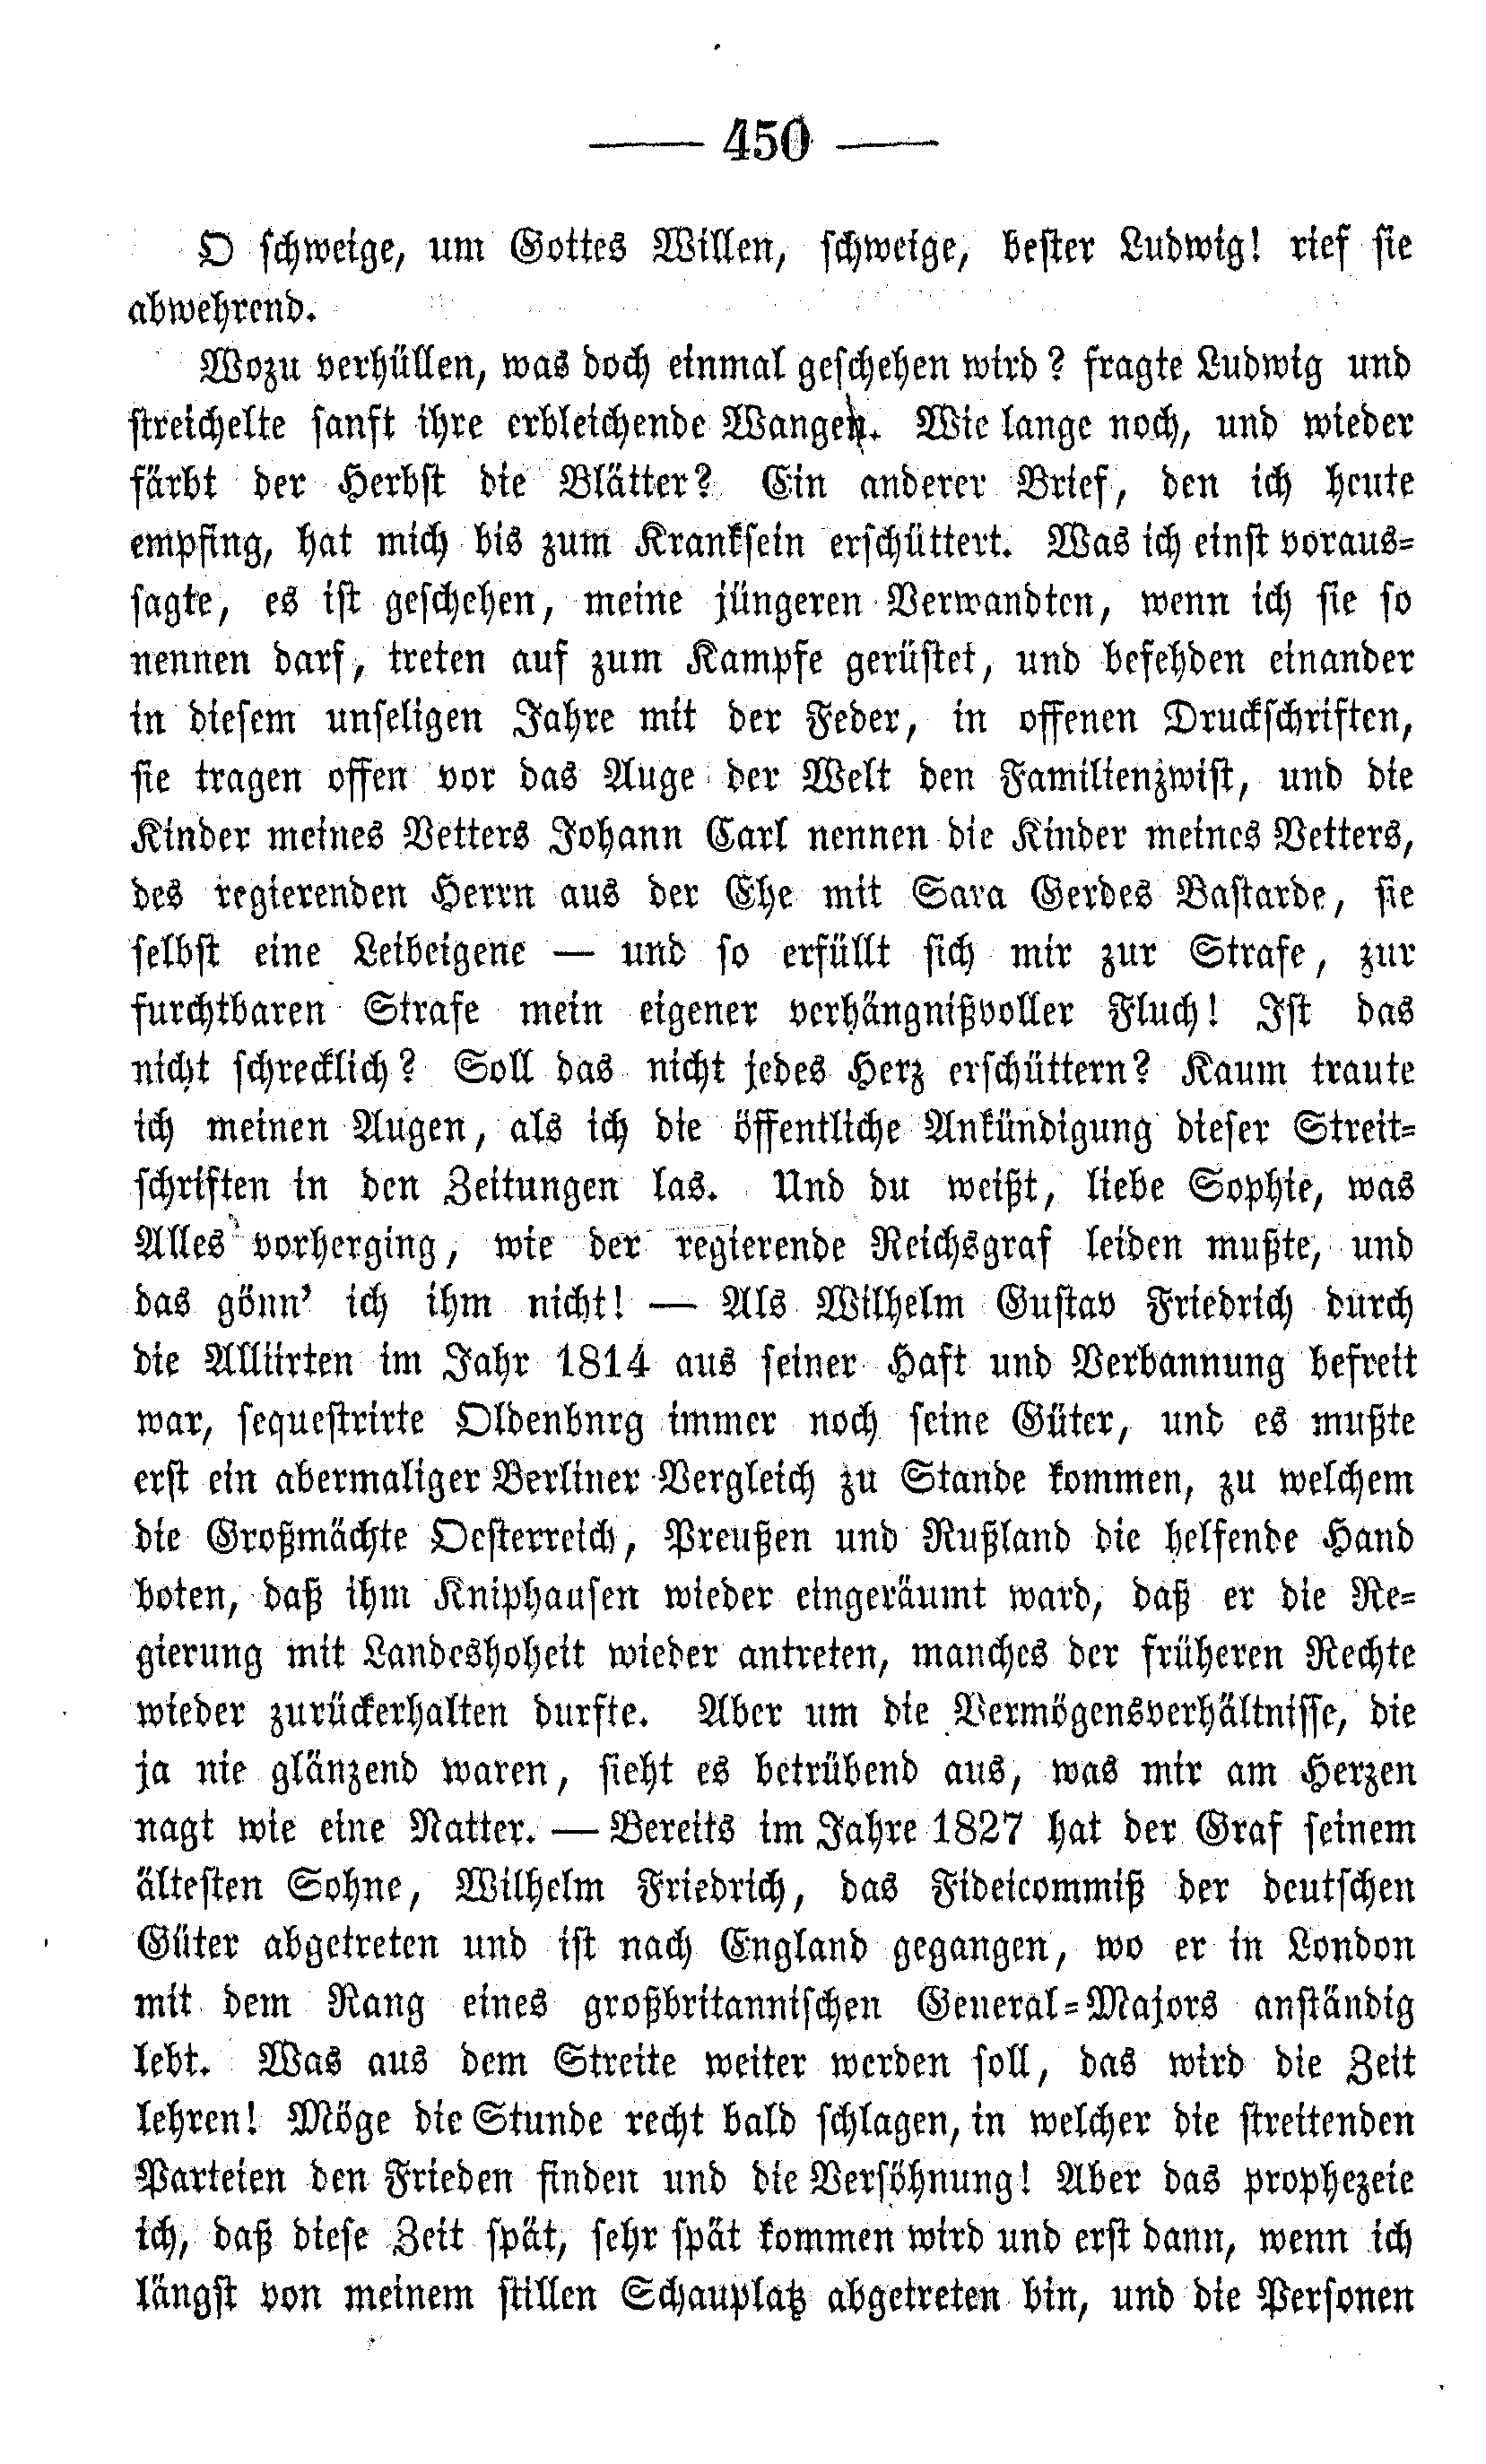 — 450 —
O schweige, um Gottes Willen, schweige, bester Ludwig! rief sie
abwehrend.
Wozu verhüllen, was doch einmal geschehen wird? fragte Ludwig und
streichelte sanft ihre erbleichende Wangen. Wie lange noch, und wieder
färbt der Herbst die Blätter? Ein anderer Brief, den ich heute
empfing, hat mich bis zum Kranksein erschüttert. Was ich einst voraus-
sagte, es ist geschehen, meine jüngeren Verwandten, wenn ich sie so
nennen darf, treten auf zum Kampfe gerüstet, und befehden einander
in diesem unseligen Jahre mit der Feder, in offenen Druckschriften,
sie tragen offen vor das Auge der Welt den Familienzwist, und die
Kinder meines Vetters Johann Carl nennen die Kinder meines Vetters,
des regierenden Herrn aus der Ehe mit Sara Gerdes Bastarde, sie
selbst eine Leibeigene — und so erfüllt sich mir zur Strafe, zur
furchtbaren Strafe mein eigener verhängnißvoller Fluch! Ist das
nicht schrecklich? Soll das nicht jedes Herz erschüttern? Kaum traute
ich meinen Augen, als ich die öffentliche Ankündigung dieser Streit-
schriften in den Zeitungen las. Und du weißt, liebe Sophie, was
Alles vorherging, wie der regierende Reichsgraf leiden mußte, und
das gönn’ ich ihm nicht! — Als Wilhelm Gustav Friedrich durch
die Alliirten im Jahr 1814 aus seiner Haft und Verbannung befreit
war, sequestrirte Oldenbnrg immer noch seine Güter, und es mußte
erst ein abermaliger Berliner Vergleich zu Stande kommen, zu welchem
die Großmächte Oesterreich, Preußen und Rußland die helfende Hand
boten, daß ihm Kniphausen wieder eingeräumt ward, daß er die Re-
gierung mit Landeshoheit wieder antreten, manches der früheren Rechte
wieder zurückerhalten durfte. Aber um die Vermögensverhältnisse, die
ja nie glänzend waren, sieht es betrübend aus, was mir am Herzen
nagt wie eine Natter. — Bereits im Jahre 1827 hat der Graf seinem
ältesten Sohne, Wilhelm Friedrich, das Fideicommiß der deutschen
Güter abgetreten und ist nach England gegangen, wo er in London
mit dem Rang eines großbritannischen General-Majors anständig
lebt. Was aus dem Streite weiter werden soll, das wird die Zeit
lehren! Möge die Stunde recht bald schlagen, in welcher die streitenden
Parteien den Frieden finden und die Versöhnung! Aber das prophezeie
ich, daß diese Zeit spät, sehr spät kommen wird und erst dann, wenn ich
längst von meinem stillen Schauplatz abgetreten bin, und die Personen